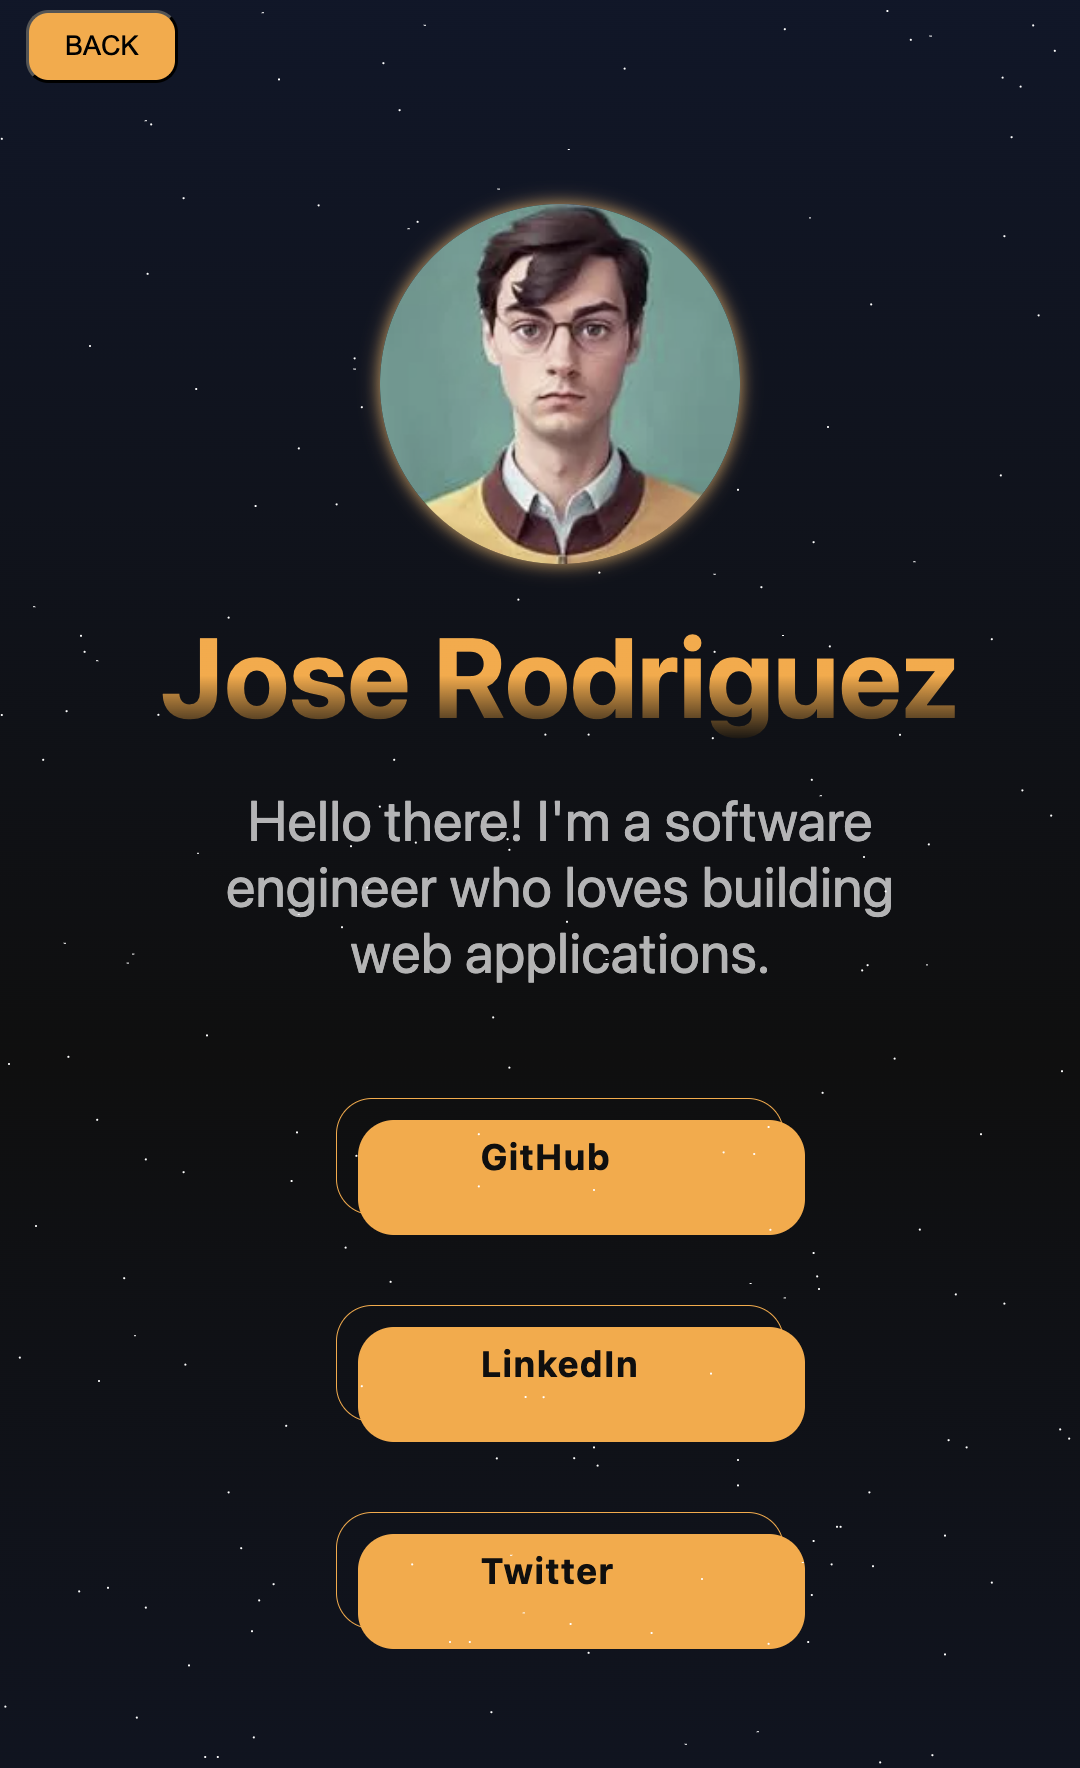 BACK
Jose Rodriguez
Hello there! I'm a software
engineer who loves building
web applications.
GitHub
LinkedIn
Twitter